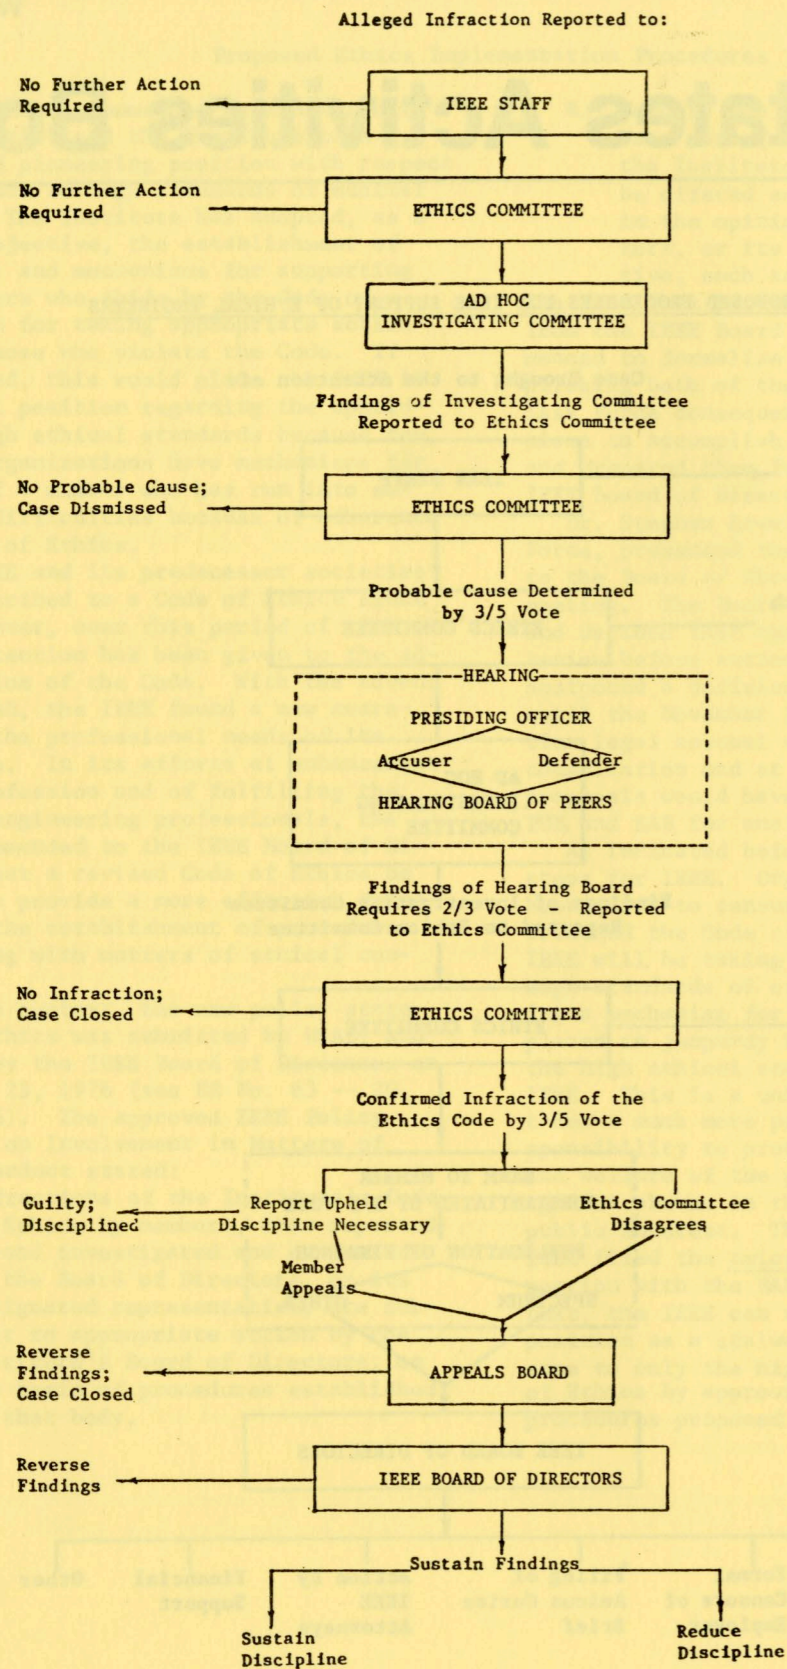 Alleged Infraction Reported to:
No Further Action
Required
IEEE STAFF
No Further Action
Required
ETHICS COMMITTEE
AD HOC
INVESTIGATING COMMITTEE
Findings of Investigating Committee
Reported to Ethics Committee
No Probable Cause;
Case Dismissed
ETHICS COMMITTEE
Probable Cause Determined
by 3/5 Vote
HEARING
PRESIDING OFFICER
Accuser Defender
HEARING BOARD OF PEERS
Findings of Hearing Board
Requires 2/3 Vote - Reported
to Ethics Committee
No Infraction;
Case Closed
ETHICS COMMITTEE
Confirmed Infraction of the
Ethics Code by 3/5 Vote
Guilty;
Disciplined
Report Upheld
Discipline Necessary
Ethics Committee
Disagrees
Member
Appeals
Reverse
Findings;
Case Closed
APPEALS BOARD
Reverse
Findings
IEEE BOARD OF DIRECTORS
Sustain Findings
Sustain
Discipline
Reduce
Discipline